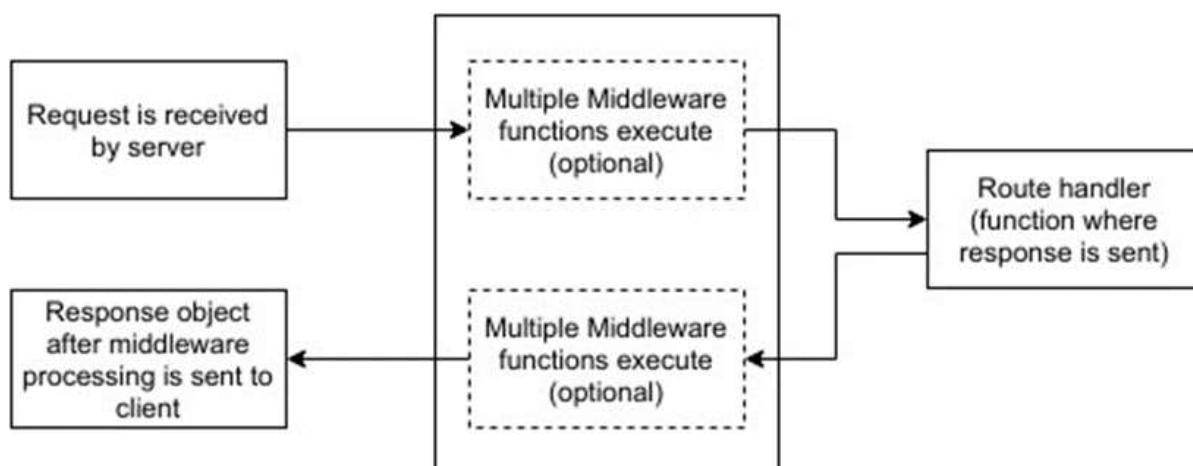 Request is received
by server
Multiple Middleware
functions execute
(optional)
Route handler
(function where
response is sent)
Response object
after middleware
processing is sent to
client
Multiple Middleware
functions execute
(optional)